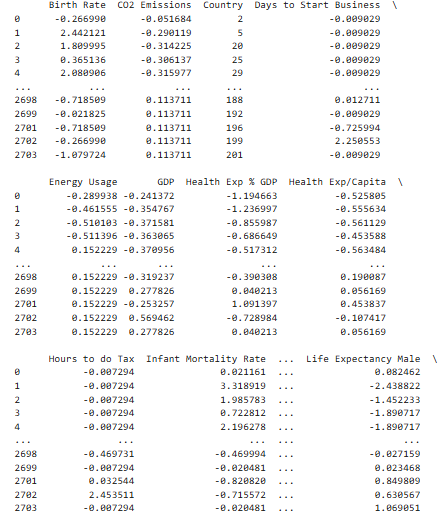 Birth Rate CO2 Emissions Country Days to Start Business \
0 -0.266990 -0.051684 2 -0.009029
1 2.442121 -0.290119 5 -0.009029
2 1.809995 -0.314225 20 -0.009029
3 0.365136 -0.306137 25 -0.009029
4 2.080906 -0.315977 29 -0.009029
... ... ... ... ...
2698 -0.718509 0.113711 188 0.012711
2699 -0.021825 0.113711 192 -0.009029
2701 -0.718509 0.113711 196 -0.725994
2702 -0.266990 0.113711 199 2.250553
2703 -1.079724 0.113711 201 -0.009029
Energy Usage GDP Health Exp % GDP Health Exp/Capita \
0 -0.289938 -0.241372 -1.194663 -0.525805
1 -0.461555 -0.354767 -1.236997 -0.555634
2 -0.510103 -0.371581 -0.855987 -0.561129
3 -0.511396 -0.363065 -0.686649 -0.453588
4 0.152229 -0.370956 -0.517312 -0.563484
... ... ... ... ...
2698 0.152229 -0.319237 -0.390308 0.190087
2699 0.152229 0.277826 0.040213 0.056169
2701 0.152229 -0.253257 1.091397 0.453837
2702 0.152229 0.569462 -0.728984 -0.107417
2703 0.152229 0.277826 0.040213 0.056169
Hours to do Tax Infant Mortality Rate ... Life Expectancy Male \
0 -0.007294 0.021161 ... 0.082462
1 -0.007294 3.318919 ... -2.438822
2 -0.007294 1.985783 ... -1.452233
3 -0.007294 0.722812 ... -1.890717
4 -0.007294 2.196278 ... -1.890717
... ... ... ... ...
2698 -0.469731 -0.469994 ... -0.027159
2699 -0.007294 -0.020481 ... 0.023468
2701 0.032544 -0.820820 ... 0.849809
2702 2.453511 -0.715572 ... 0.630567
2703 -0.007294 -0.020481 ... 1.069051